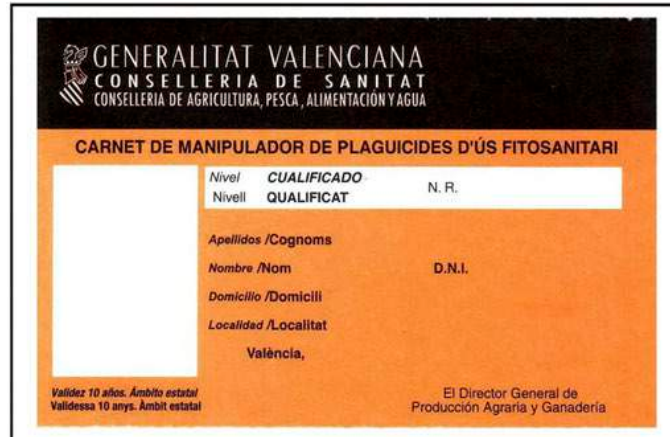 GENERALITAT VALENCIANA
CONSELLERIA DE SANITAT
CONSELLERIA DE AGRICULTURA, PESCA, ALIMENTACIÓN Y AGUA
CARNET DE MANIPULADOR DE PLAGUICIDES D'ÚS FITOSANITARI
Nivel CUALIFICADO N. R.
Nivell QUALIFICAT
Apellidos /Cognoms
Nombre /Nom D.N.I.
Domicilio /Domicili
Localidad /Localitat
València,
Validez 10 años. Ámbito estatal
Validessa 10 anys. Àmbit estatal
El Director General de
Producción Agraria y Ganadería